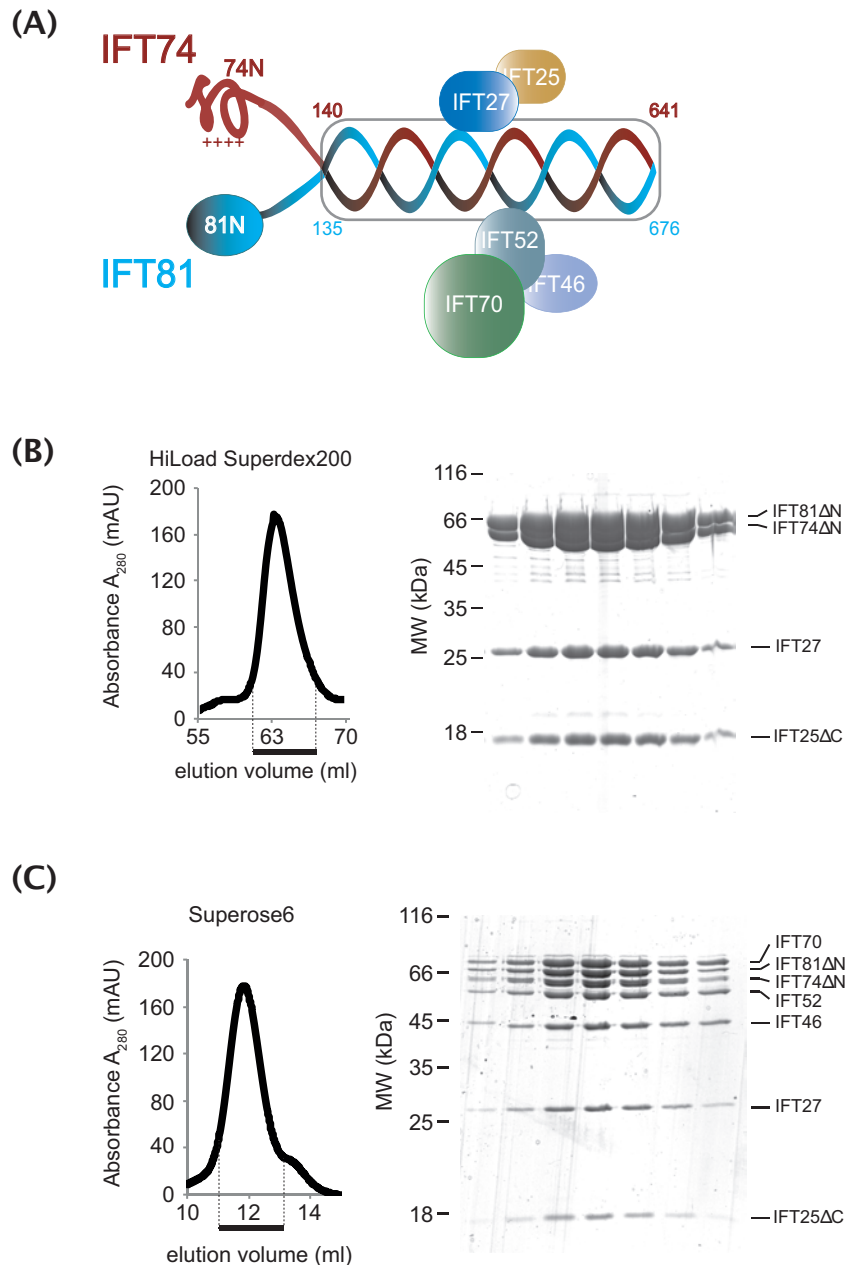 (A)
IFT74
74N
++++
140
641
IFT27
IFT25
81N
135
676
IFT81
IFT52
IFT46
IFT70
(B)
HiLoad Superdex200
Absorbance A280 (mAU)
200
160
120
80
40
0
55
63
70
elution volume (ml)
MW (kDa)
116
66
45
35
25
18
IFT81ΔN
IFT74ΔN
IFT27
IFT25ΔC
(C)
Superose6
Absorbance A280 (mAU)
200
160
120
80
40
0
10
12
14
elution volume (ml)
MW (kDa)
116
66
45
35
25
18
IFT70
IFT81ΔN
IFT74ΔN
IFT52
IFT46
IFT27
IFT25ΔC